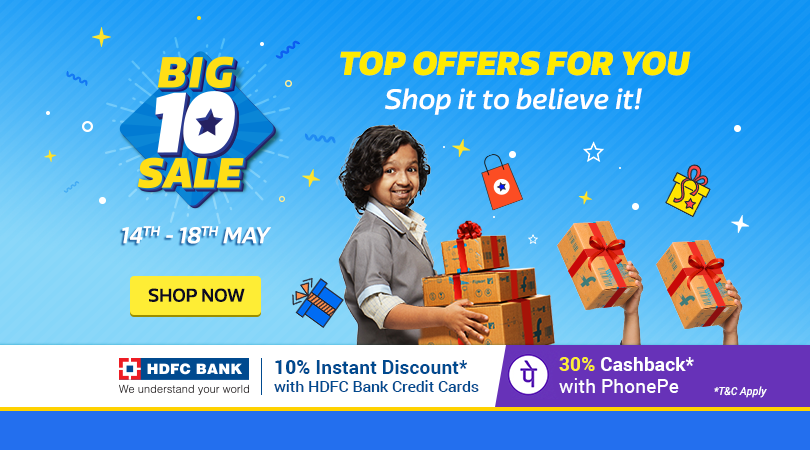 BIG
10
SALE
14TH - 18TH MAY
SHOP NOW
TOP OFFERS FOR YOU
Shop it to believe it!
HDFC BANK
We understand your world
10% Instant Discount*
with HDFC Bank Credit Cards
पे
30% Cashback*
with PhonePe
*T&C Apply